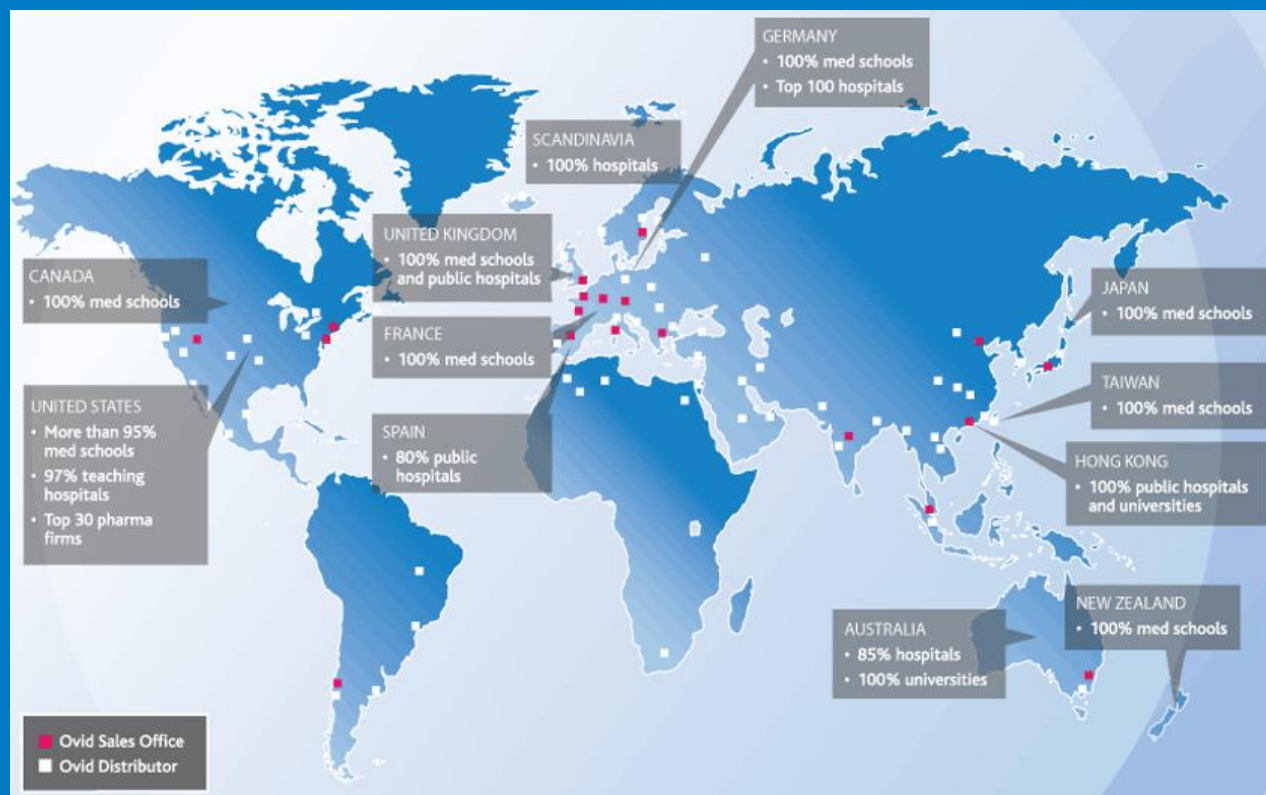 GERMANY
• 100% med schools
• Top 100 hospitals
SCANDINAVIA
• 100% hospitals
UNITED KINGDOM
• 100% med schools
and public hospitals
CANADA
• 100% med schools
JAPAN
• 100% med schools
FRANCE
• 100% med schools
TAIWAN
• 100% med schools
UNITED STATES
• More than 95%
med schools
• 97% teaching
hospitals
• Top 30 pharma
firms
SPAIN
• 80% public
hospitals
HONG KONG
• 100% public hospitals
and universities
NEW ZEALAND
• 100% med schools
AUSTRALIA
• 85% hospitals
• 100% universities
Ovid Sales Office
Ovid Distributor